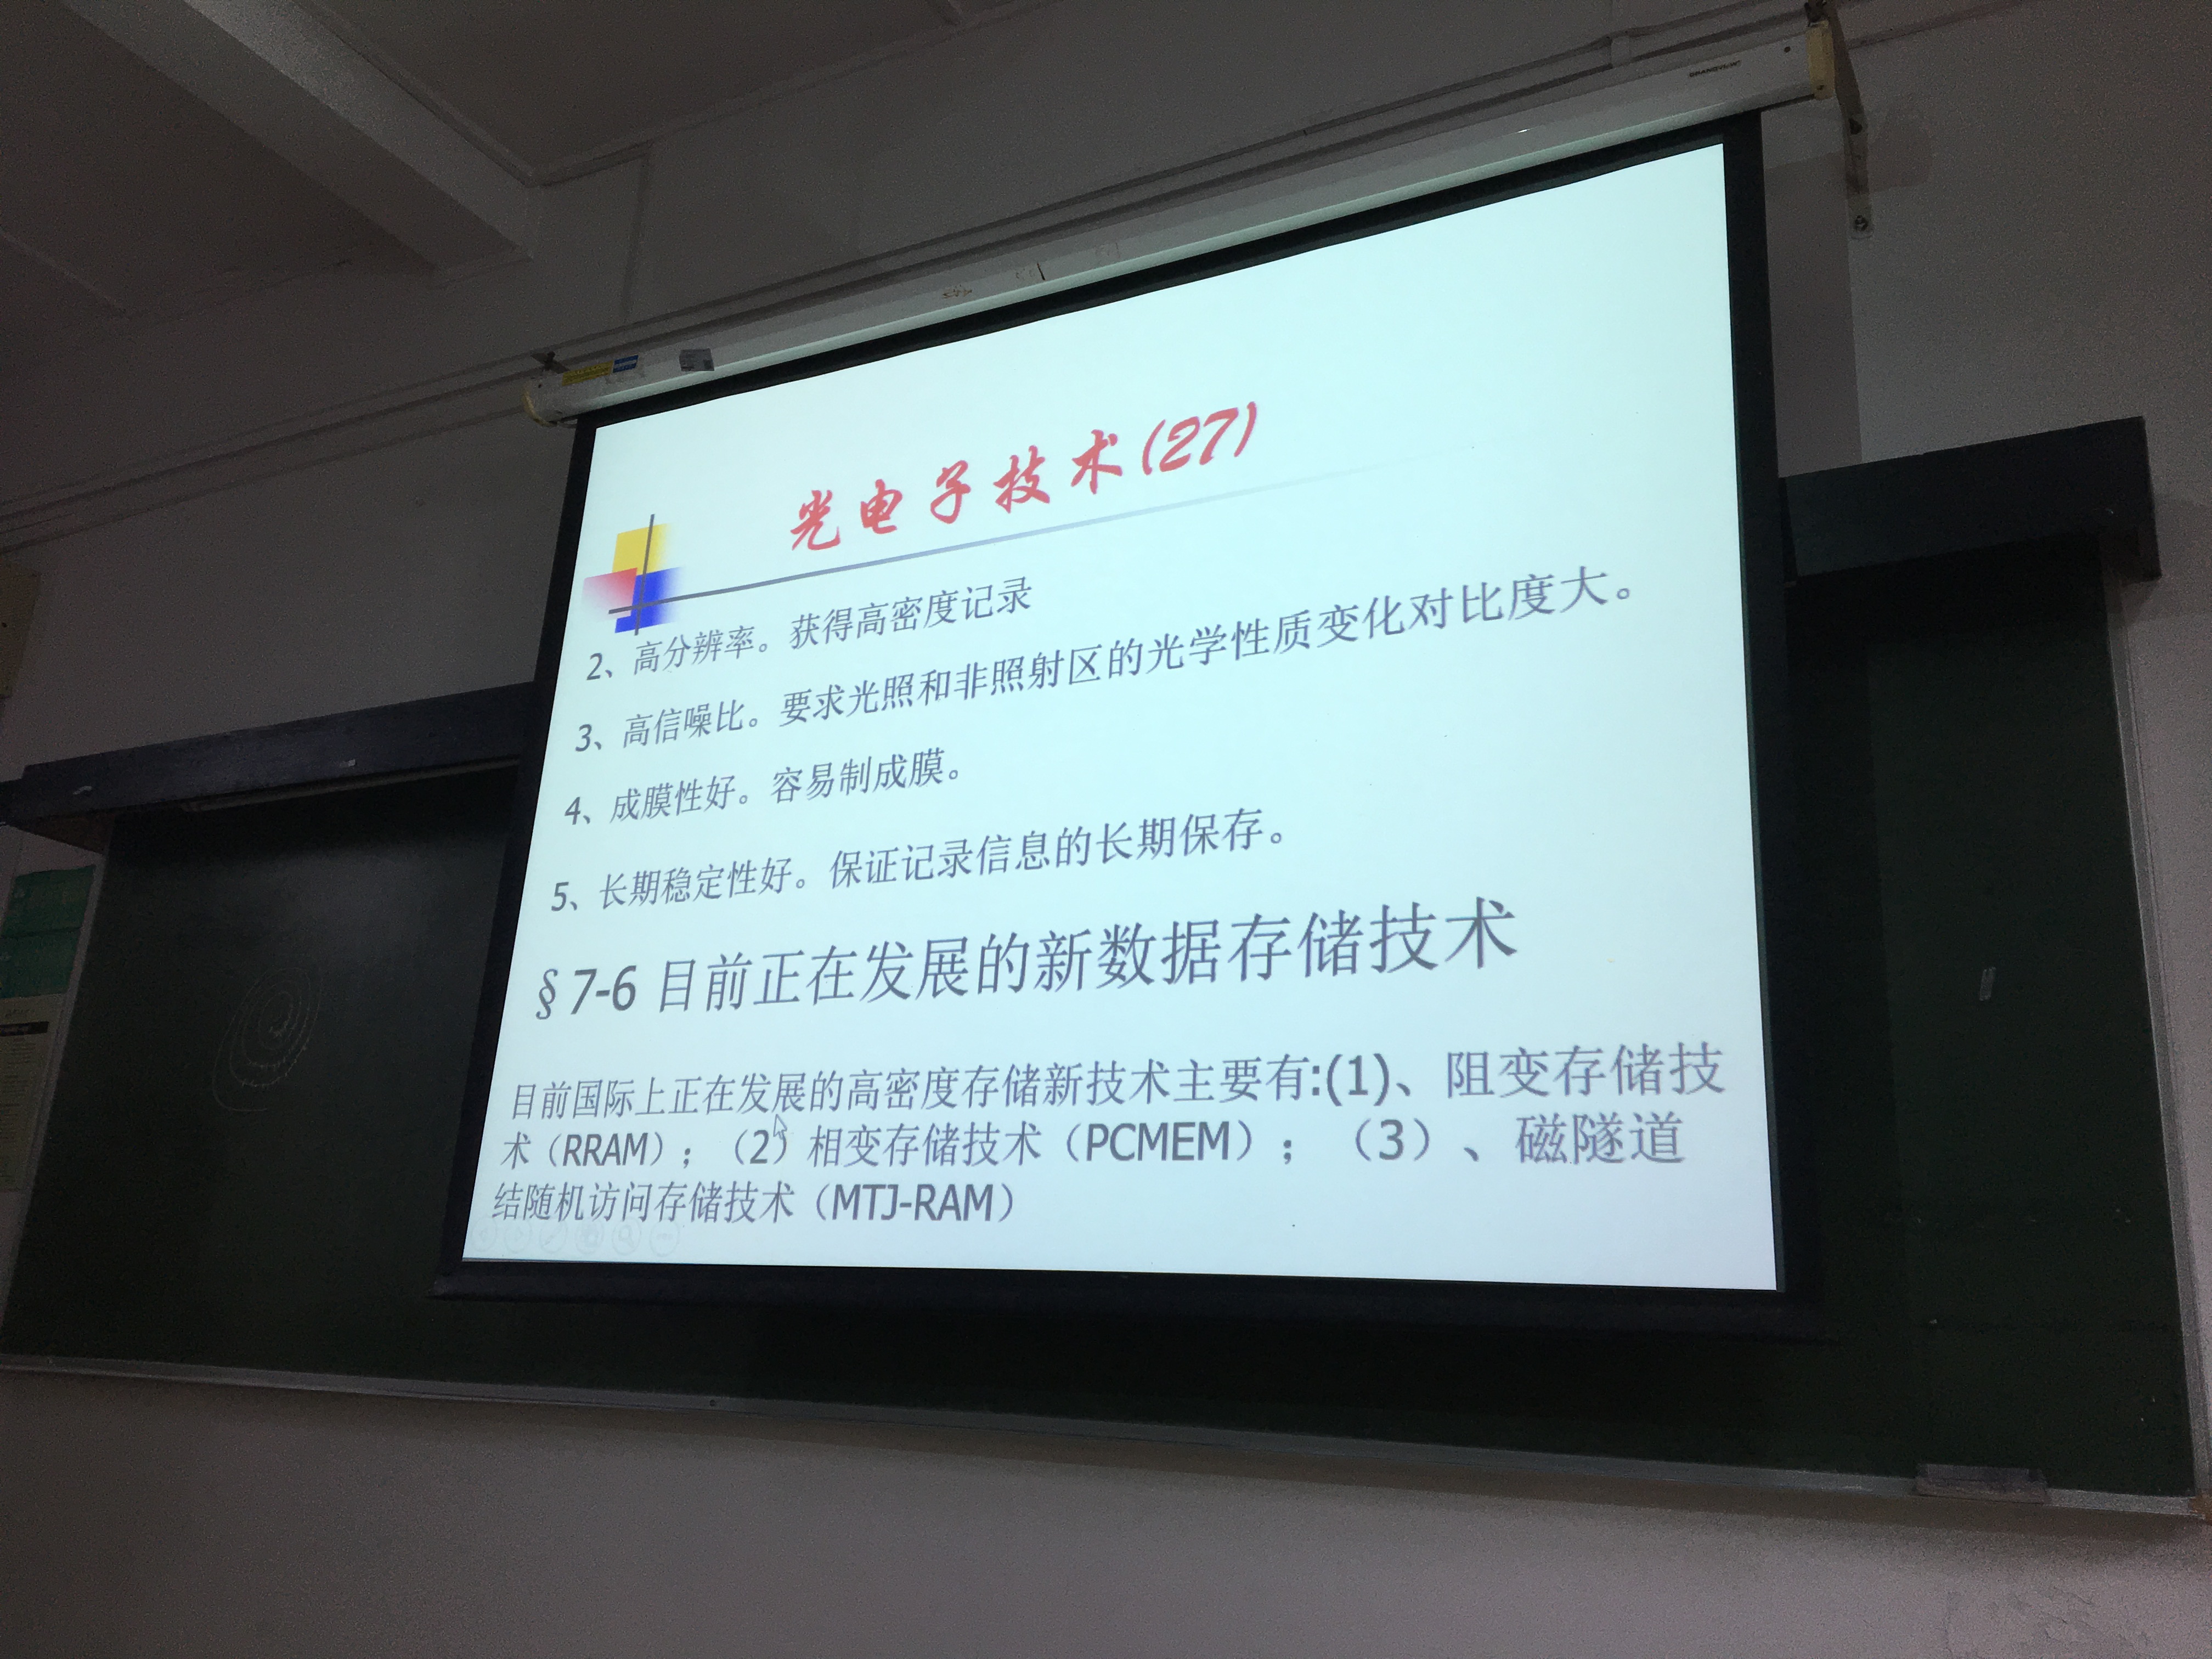 光电子技术(27)
2、高分辨率。获得高密度记录
3、高信噪比。要求光照和非照射区的光学性质变化对比度大。
4、成膜性好。容易制成膜。
5、长期稳定性好。保证记录信息的长期保存。
§7-6 目前正在发展的新数据存储技术
目前国际上正在发展的高密度存储新技术主要有:(1)、阻变存储技
术（RRAM）；（2）相变存储技术（PCMEM）；（3）、磁隧道
结随机访问存储技术（MTJ-RAM）